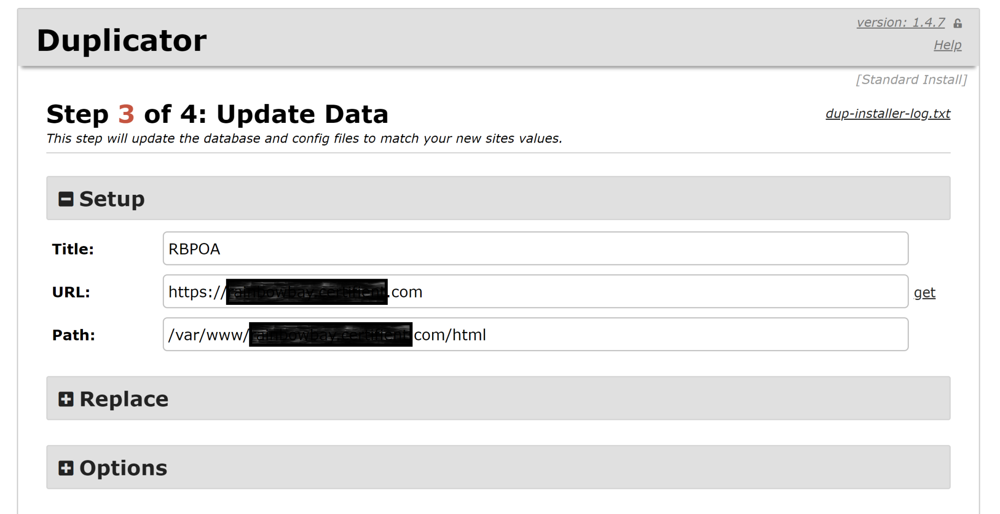 Duplicator
version: 1.4.7
Help
[Standard Install]
Step 3 of 4: Update Data
dup-installer-log.txt
This step will update the database and config files to match your new sites values.
Setup
Title: RBPOA
URL: https:// .com get
Path: /var/www/ com/html
Replace
Options